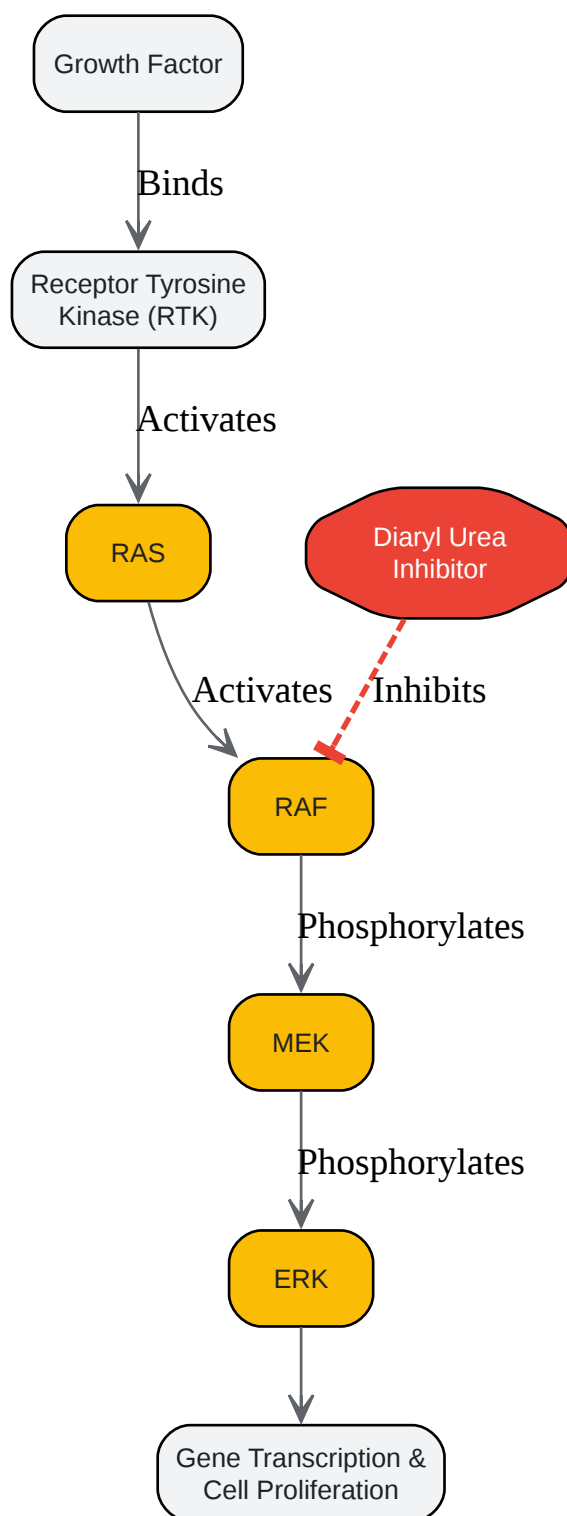 Growth Factor
Binds
Receptor Tyrosine
Kinase (RTK)
Activates
RAS
Diaryl Urea
Inhibitor
Activates
Inhibits
RAF
Phosphorylates
MEK
Phosphorylates
ERK
Gene Transcription &
Cell Proliferation